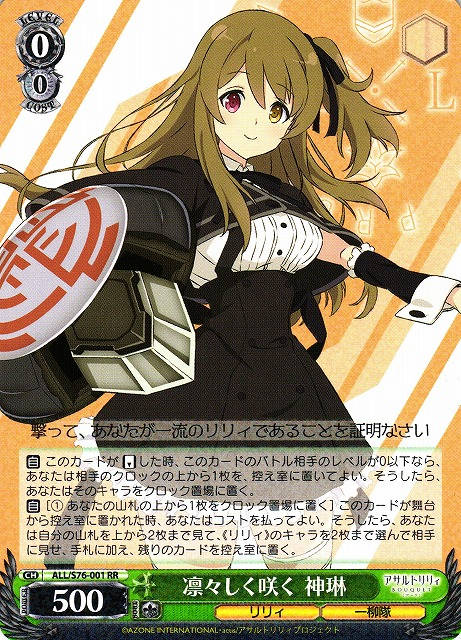 LEVEL
0
0
COST
L
撃って、あなたが一流のリリィであることを証明なさい
自 このカードが した時、このカードのバトル相手のレベルが0以下なら、
あなたは相手のクロックの上から1枚を、控え室に置いてよい。そうしたら、
あなたはそのキャラをクロック置場に置く。
自 [① あなたの山札の上から1枚をクロック置場に置く] このカードが舞台
から控え室に置かれた時、あなたはコストを払ってよい。そうしたら、あなた
は自分の山札を上から2枚まで見て、《リリィ》のキャラを2枚まで選んで相手
に見せ、手札に加え、残りのカードを控え室に置く。
CH ALL/S76-001 RR
POWER
500
凛々しく咲く 神琳
アサルトリリィ
BOUQUET
リリィ
一柳隊
©AZONE INTERNATIONAL・acus/アサルトリリィプロジェクト